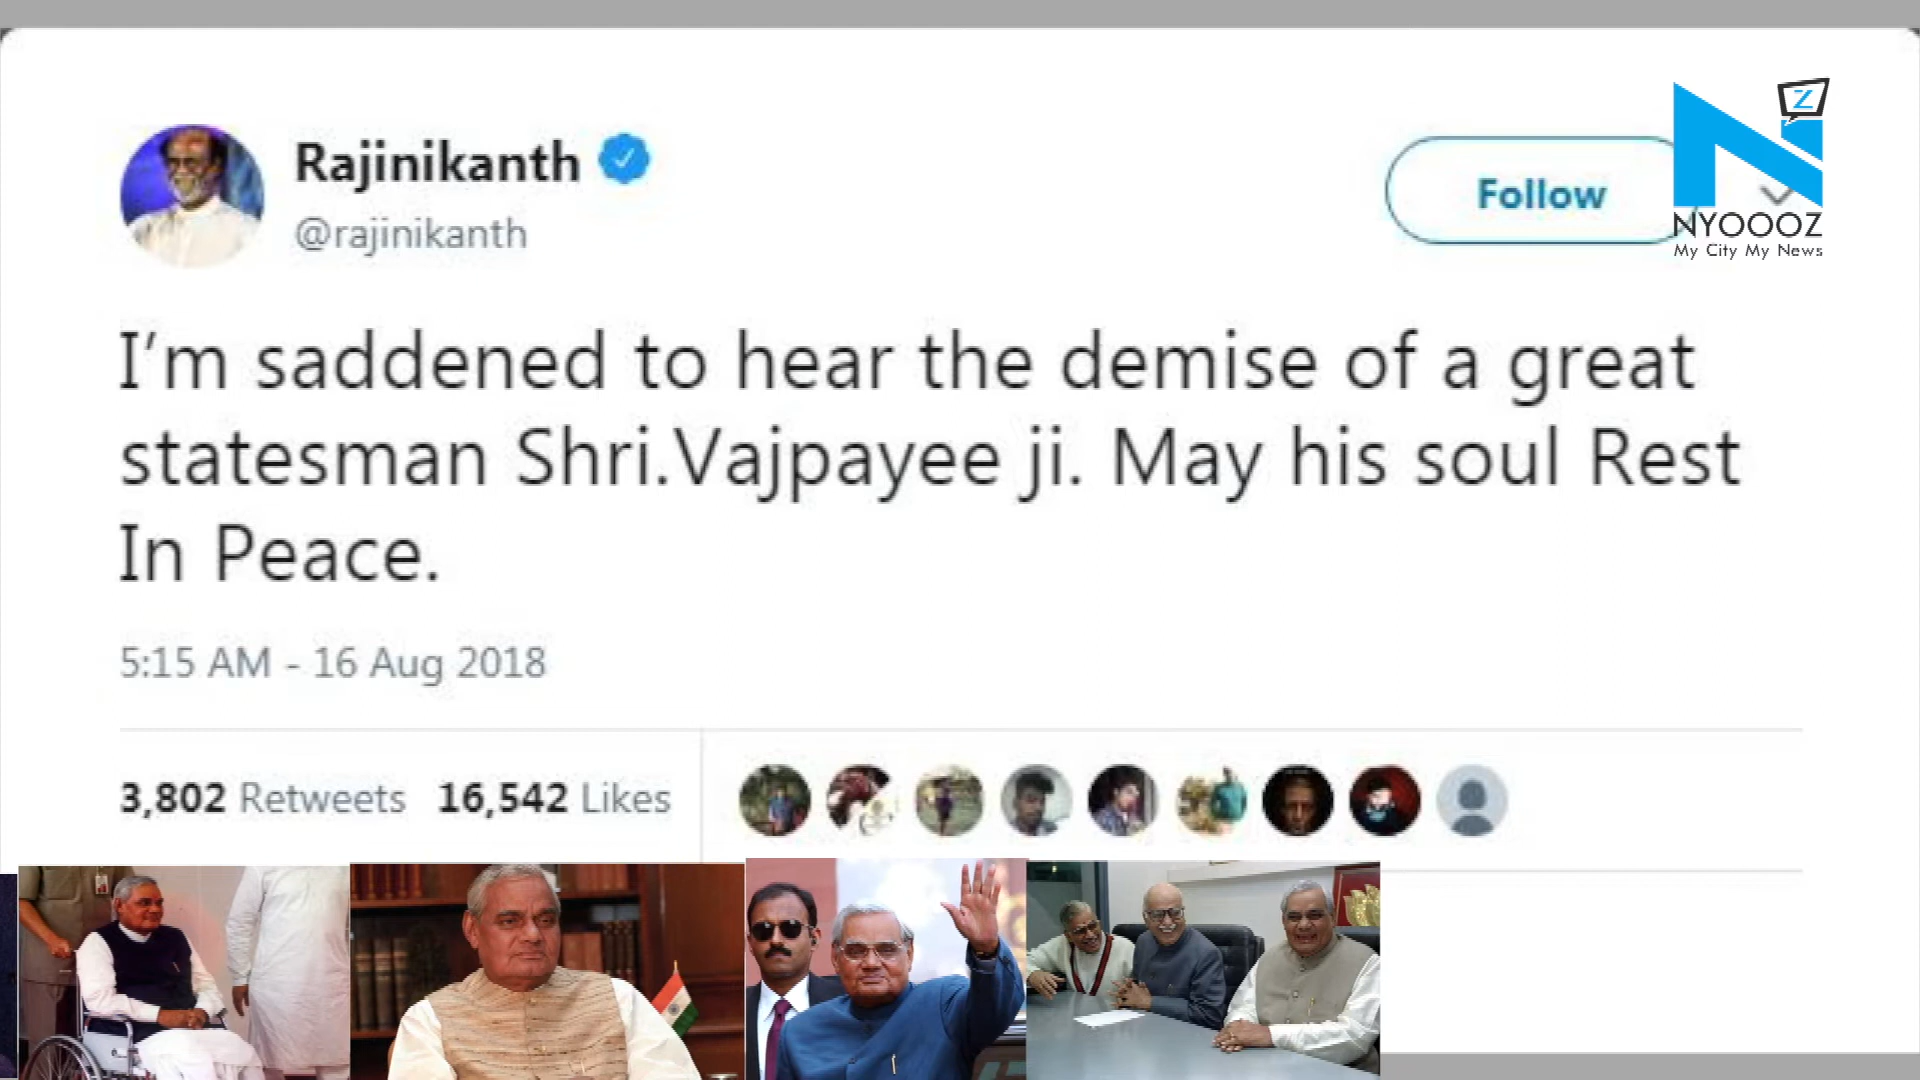 Rajinikanth
@rajinikanth
Follow
Z
NYOOOZ
My City My News
I'm saddened to hear the demise of a great
statesman Shri.Vajpayee ji. May his soul Rest
In Peace.
5:15 AM - 16 Aug 2018
3,802 Retweets 16,542 Likes